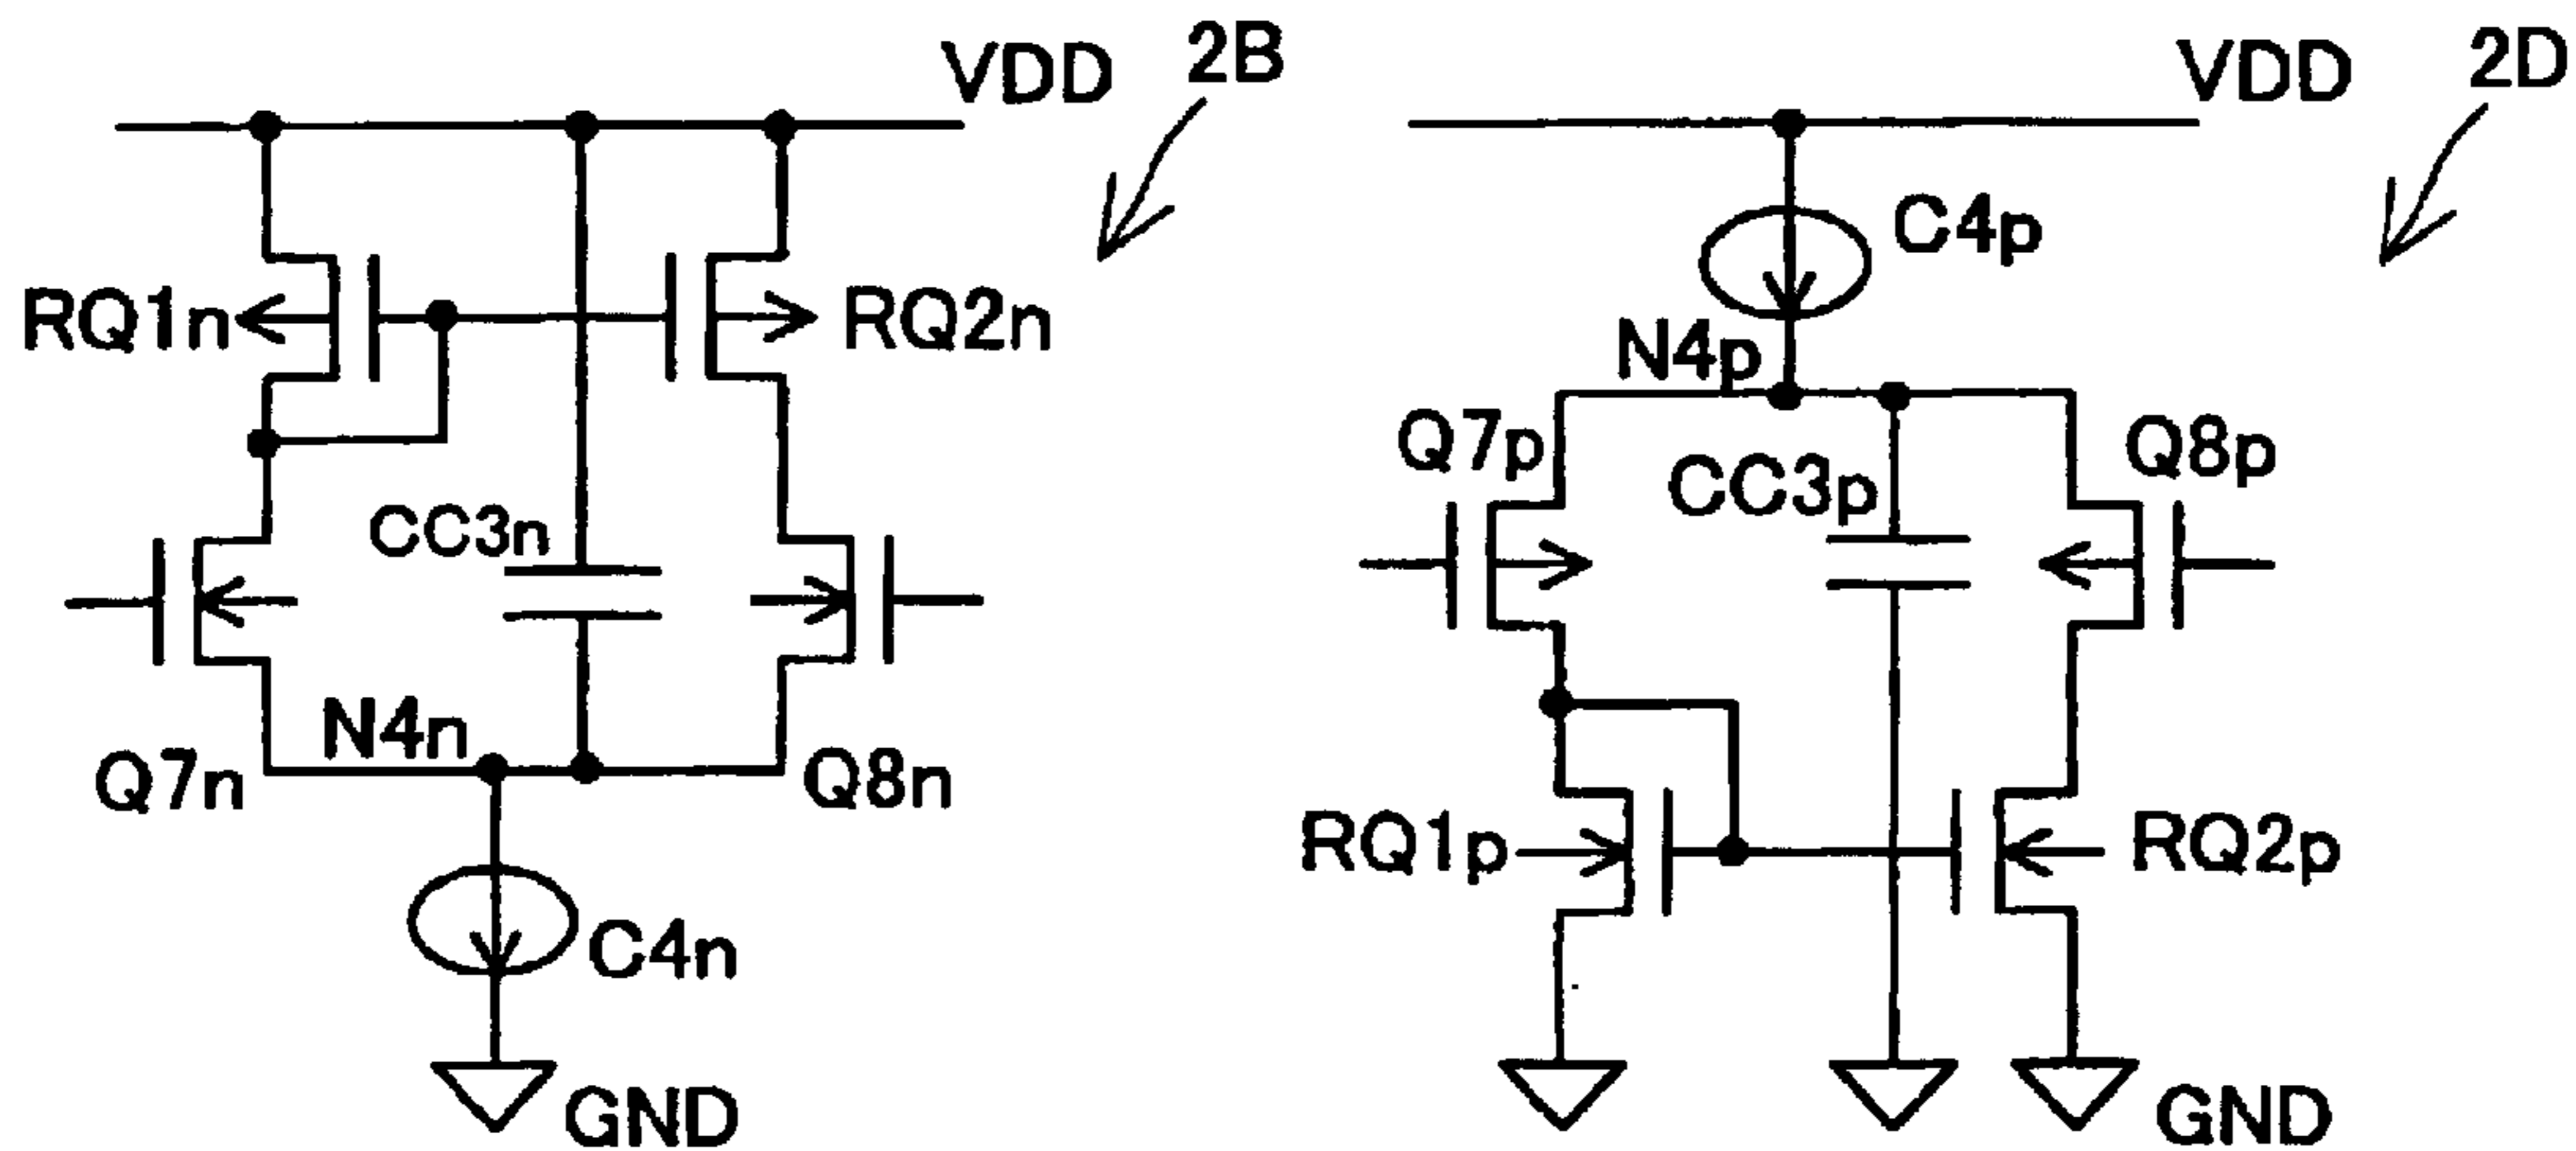 VDD
2B
RQ1n
RQ2n
CC3n
N4n
Q7n
Q8n
C4n
GND
VDD
2D
C4p
N4p
Q7p
CC3p
Q8p
RQ1p
RQ2p
GND